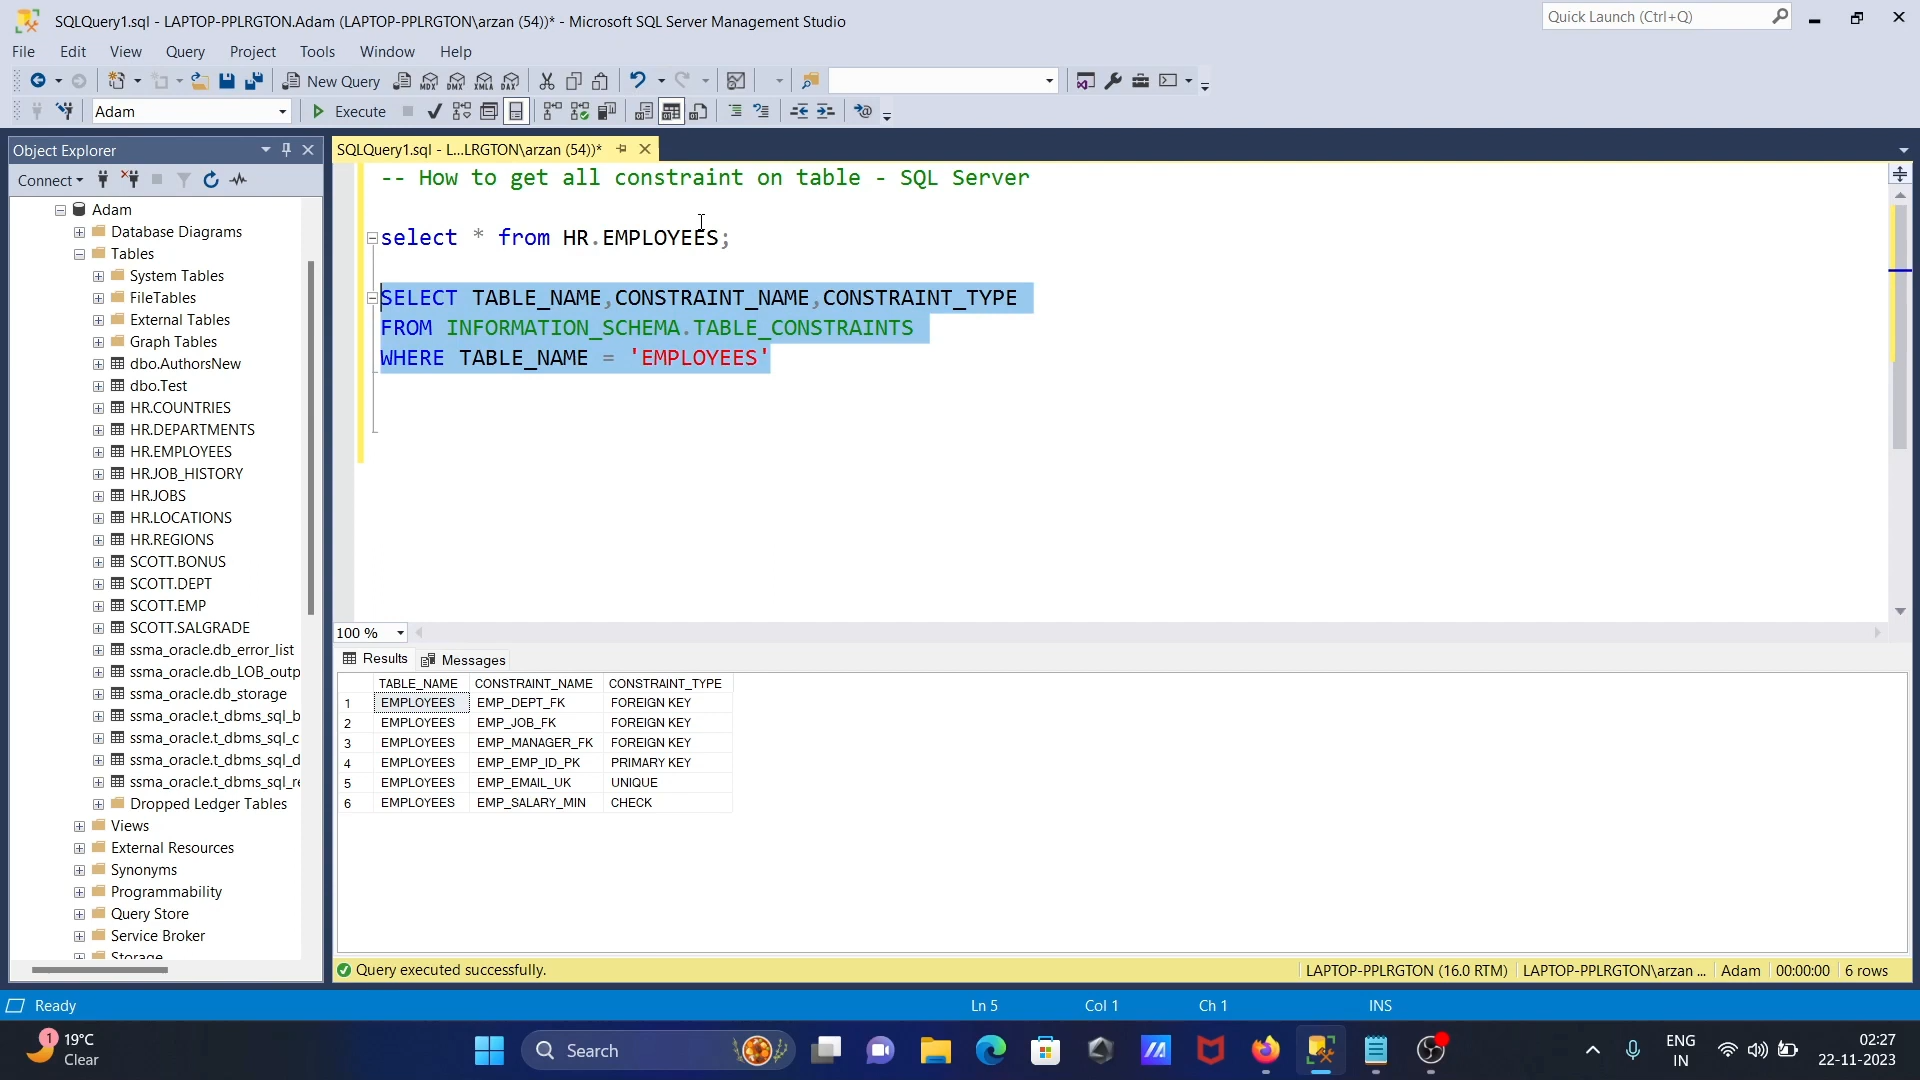 SQLQuery1.sql - LAPTOP-PPLRGTON.Adam (LAPTOP-PPLRGTON\arzan (54))* - Microsoft SQL Server Management Studio
Quick Launch (Ctrl+Q)
File Edit View Query Project Tools Window Help
New Query
MDX DMX XMLA DAX
Adam
Execute
Object Explorer
SQLQuery1.sql - L...LRGTON\arzan (54))*
Connect
Adam
Database Diagrams
Tables
System Tables
FileTables
External Tables
Graph Tables
dbo.AuthorsNew
dbo.Test
HR.COUNTRIES
HR.DEPARTMENTS
HR.EMPLOYEES
HR.JOB_HISTORY
HR.JOBS
HR.LOCATIONS
HR.REGIONS
SCOTT.BONUS
SCOTT.DEPT
SCOTT.EMP
SCOTT.SALGRADE
ssma_oracle.db_error_list
ssma_oracle.db_LOB_outp
ssma_oracle.db_storage
ssma_oracle.t_dbms_sql_b
ssma_oracle.t_dbms_sql_c
ssma_oracle.t_dbms_sql_d
ssma_oracle.t_dbms_sql_re
Dropped Ledger Tables
Views
External Resources
Synonyms
Programmability
Query Store
Service Broker
Storage
-- How to get all constraint on table - SQL Server
select * from HR.EMPLOYEES;
SELECT TABLE_NAME,CONSTRAINT_NAME,CONSTRAINT_TYPE
FROM INFORMATION_SCHEMA.TABLE_CONSTRAINTS
WHERE TABLE_NAME = 'EMPLOYEES'
100 %
Results Messages
TABLE_NAME CONSTRAINT_NAME CONSTRAINT_TYPE
1 EMPLOYEES EMP_DEPT_FK FOREIGN KEY
2 EMPLOYEES EMP_JOB_FK FOREIGN KEY
3 EMPLOYEES EMP_MANAGER_FK FOREIGN KEY
4 EMPLOYEES EMP_EMP_ID_PK PRIMARY KEY
5 EMPLOYEES EMP_EMAIL_UK UNIQUE
6 EMPLOYEES EMP_SALARY_MIN CHECK
Query executed successfully.
LAPTOP-PPLRGTON (16.0 RTM) LAPTOP-PPLRGTON\arzan ... Adam 00:00:00 6 rows
Ready
Ln 5 Col 1 Ch 1 INS
1
19°C
Clear
Search
ENG
IN
02:27
22-11-2023